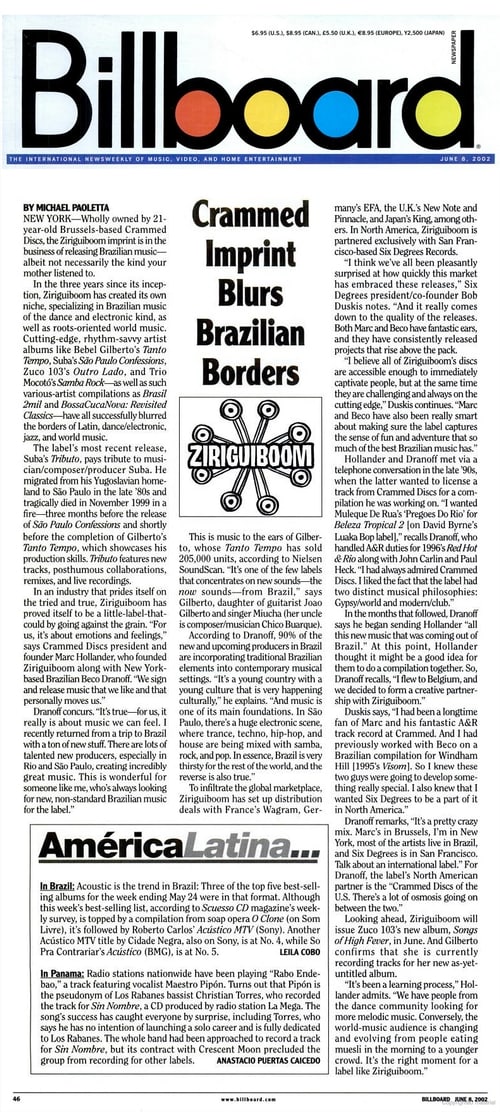 $6.95 (U.S.), $8.95 (CAN.), £5.50 (U.K.), €8.95 (EUROPE), Y2,500 (JAPAN)
NEWSPAPER
Billboard
THE INTERNATIONAL NEWSWEEKLY OF MUSIC, VIDEO, AND HOME ENTERTAINMENT
JUNE 8, 2002
BY MICHAEL PAOLETTA
NEW YORK—Wholly owned by 21-
year-old Brussels-based Crammed
Discs, the Ziriguiboom imprint is in the
business of releasing Brazilian music—
albeit not necessarily the kind your
mother listened to.
In the three years since its incep-
tion, Ziriguiboom has created its own
niche, specializing in Brazilian music
of the dance and electronic kind, as
well as roots-oriented world music.
Cutting-edge, rhythm-savvy artist
albums like Bebel Gilberto's Tanto
Tempo, Suba's São Paulo Confessions,
Zuco 103's Outro Lado, and Trio
Mocotó's Samba Rock—as well as such
various-artist compilations as Brasil
2mil and BossaCucaNova: Revisited
Classics—have all successfully blurred
the borders of Latin, dance/electronic,
jazz, and world music.
The label's most recent release,
Suba's Tributo, pays tribute to musi-
cian/composer/producer Suba. He
migrated from his Yugoslavian home-
land to São Paulo in the late '80s and
tragically died in November 1999 in a
fire—three months before the release
of São Paulo Confessions and shortly
before the completion of Gilberto's
Tanto Tempo, which showcases his
production skills. Tributo features new
tracks, posthumous collaborations,
remixes, and live recordings.
In an industry that prides itself on
the tried and true, Ziriguiboom has
proved itself to be a little-label-that-
could by going against the grain. "For
us, it's about emotions and feelings,"
says Crammed Discs president and
founder Marc Hollander, who founded
Ziriguiboom along with New York-
based Brazilian Beco Dranoff. "We sign
and release music that we like and that
personally moves us."
Dranoff concurs. "It's true—for us, it
really is about music we can feel. I
recently returned from a trip to Brazil
with a ton of new stuff. There are lots of
talented new producers, especially in
Rio and São Paulo, creating incredibly
great music. This is wonderful for
someone like me, who's always looking
for new, non-standard Brazilian music
for the label."
Crammed
Imprint
Blurs
Brazilian
Borders
ZIRIGUIBOOM
This is music to the ears of Gilber-
to, whose Tanto Tempo has sold
205,000 units, according to Nielsen
SoundScan. "It's one of the few labels
that concentrates on new sounds—the
now sounds—from Brazil," says
Gilberto, daughter of guitarist Joao
Gilberto and singer Miucha (her uncle
is composer/musician Chico Buarque).
According to Dranoff, 90% of the
new and upcoming producers in Brazil
are incorporating traditional Brazilian
elements into contemporary musical
settings. "It's a young country with a
young culture that is very happening
culturally," he explains. "And music is
one of its main foundations. In São
Paulo, there's a huge electronic scene,
where trance, techno, hip-hop, and
house are being mixed with samba,
rock, and pop. In essence, Brazil is very
thirsty for the rest of the world, and the
reverse is also true."
To infiltrate the global marketplace,
Ziriguiboom has set up distribution
deals with France's Wagram, Ger-
many's EFA, the U.K.'s New Note and
Pinnacle, and Japan's King, among oth-
ers. In North America, Ziriguiboom is
partnered exclusively with San Fran-
cisco-based Six Degrees Records.
"I think we've all been pleasantly
surprised at how quickly this market
has embraced these releases," Six
Degrees president/co-founder Bob
Duskis notes. "And it really comes
down to the quality of the releases.
Both Marc and Beco have fantastic ears,
and they have consistently released
projects that rise above the pack.
"I believe all of Ziriguiboom's discs
are accessible enough to immediately
captivate people, but at the same time
they are challenging and always on the
cutting edge," Duskis continues. "Marc
and Beco have also been really smart
about making sure the label captures
the sense of fun and adventure that so
much of the best Brazilian music has."
Hollander and Dranoff met via a
telephone conversation in the late '90s,
when the latter wanted to license a
track from Crammed Discs for a com-
pilation he was working on. "I wanted
Muleque De Rua's 'Pregoes Do Rio' for
Beleza Tropical 2 [on David Byrne's
Luaka Bop label]," recalls Dranoff, who
handled A&R duties for 1996's Red Hot
& Rio along with John Carlin and Paul
Heck. "I had always admired Crammed
Discs. I liked the fact that the label had
two distinct musical philosophies:
Gypsy/world and modern/club."
In the months that followed, Dranoff
says he began sending Hollander "all
this new music that was coming out of
Brazil." At this point, Hollander
thought it might be a good idea for
them to do a compilation together. So,
Dranoff recalls, "I flew to Belgium, and
we decided to form a creative partner-
ship with Ziriguiboom."
Duskis says, "I had been a longtime
fan of Marc and his fantastic A&R
track record at Crammed. And I had
previously worked with Beco on a
Brazilian compilation for Windham
Hill [1995's Visom]. So I knew these
two guys were going to develop some-
thing really special. I also knew that I
wanted Six Degrees to be a part of it
in North America."
Dranoff remarks, "It's a pretty crazy
mix. Marc's in Brussels, I'm in New
York, most of the artists live in Brazil,
and Six Degrees is in San Francisco.
Talk about an international label." For
Dranoff, the label's North American
partner is the "Crammed Discs of the
U.S. There's a lot of osmosis going on
between the two."
Looking ahead, Ziriguiboom will
issue Zuco 103's new album, Songs
of High Fever, in June. And Gilberto
confirms that she is currently
recording tracks for her new as-yet-
untitled album.
"It's been a learning process," Hol-
lander admits. "We have people from
the dance community looking for
more melodic music. Conversely, the
world-music audience is changing
and evolving from people eating
muesli in the morning to a younger
crowd. It's the right moment for a
label like Ziriguiboom."
AméricaLatina...
In Brazil: Acoustic is the trend in Brazil: Three of the top five best-sell-
ing albums for the week ending May 24 were in that format. Although
this week's best-selling list, according to Sucesso CD magazine's week-
ly survey, is topped by a compilation from soap opera O Clone (on Som
Livre), it's followed by Roberto Carlos' Acústico MTV (Sony). Another
Acústico MTV title by Cidade Negra, also on Sony, is at No. 4, while So
Pra Contrariar's Acústico (BMG), is at No. 5. LEILA COBO
In Panama: Radio stations nationwide have been playing "Rabo Ende-
bao," a track featuring vocalist Maestro Pipón. Turns out that Pipón is
the pseudonym of Los Rabanes bassist Christian Torres, who recorded
the track for Sin Nombre, a CD produced by radio station La Mega. The
song's success has caught everyone by surprise, including Torres, who
says he has no intention of launching a solo career and is fully dedicated
to Los Rabanes. The whole band had been approached to record a track
for Sin Nombre, but its contract with Crescent Moon precluded the
group from recording for other labels. ANASTACIO PUERTAS CAICEDO
46
www.billboard.com
BILLBOARD JUNE 8, 2002